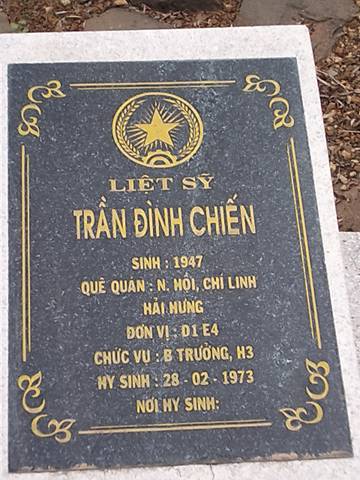 LIỆT SỸ
TRẦN ĐÌNH CHIẾN
SINH : 1947
QUÊ QUÁN : N. HỘI, CHÍ LINH
HẢI HƯNG
ĐƠN VỊ : D1 E4
CHỨC VỤ : B TRƯỞNG, H3
HY SINH : 28 - 02 - 1973
NƠI HY SINH: